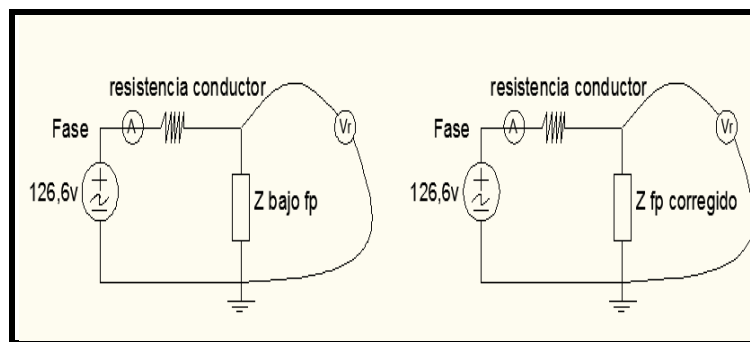 resistencia conductor
Fase
A
Vr
126,6v
Z bajo fp
resistencia conductor
Fase
A
Vr
126,6v
Z fp corregido